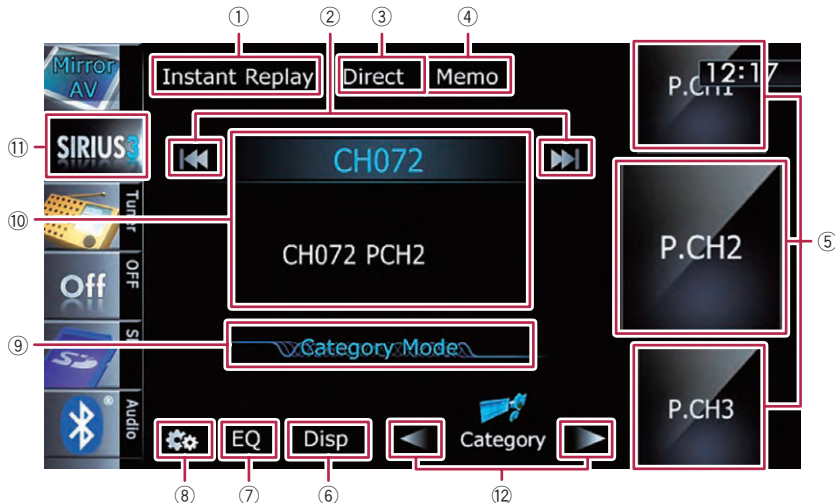 ① ② ③ ④
Mirror
AV
Instant Replay Direct Memo
P.CH1
12:17
⑪
SIRIUS3
CH072
Tuner
⑩
CH072 PCH2
P.CH2
⑤
Off
OFF
⑨
Category Mode
Audio
P.CH3
EQ Disp Category
⑧ ⑦ ⑥ ⑫